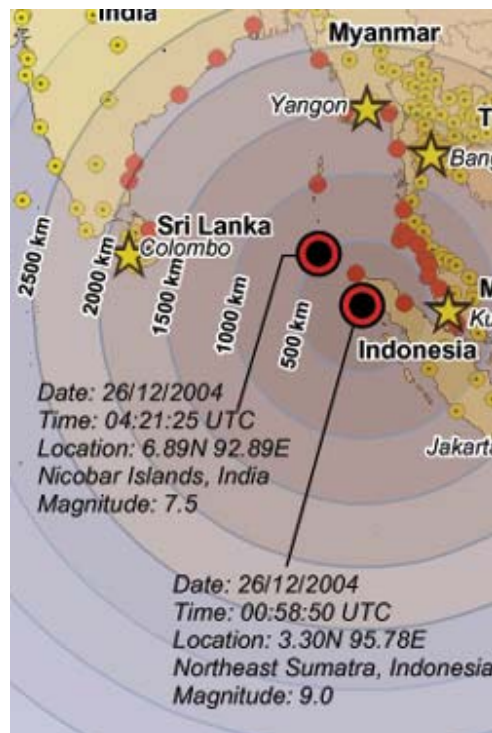 India
Myanmar
Yangon
T
Bang
Sri Lanka
Colombo
2500 km
2000 km
1500 km
1000 km
500 km
M
Ku
Indonesia
Jakarta
Date: 26/12/2004
Time: 04:21:25 UTC
Location: 6.89N 92.89E
Nicobar Islands, India
Magnitude: 7.5
Date: 26/12/2004
Time: 00:58:50 UTC
Location: 3.30N 95.78E
Northeast Sumatra, Indonesia
Magnitude: 9.0